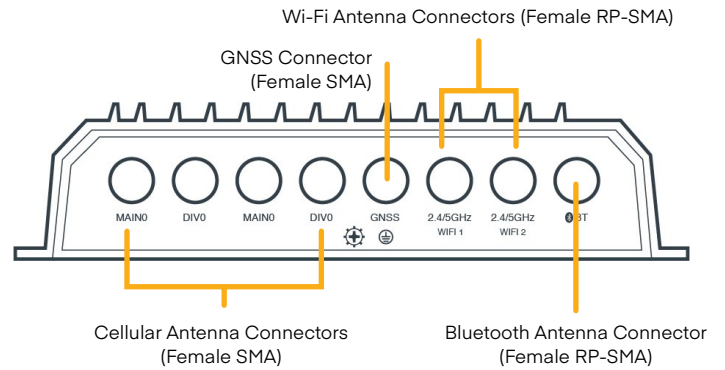 Wi-Fi Antenna Connectors (Female RP-SMA)
GNSS Connector
(Female SMA)
MAIN0 DIV0 MAIN0 DIV0 GNSS 2.4/5GHz 2.4/5GHz BT
WIFI 1 WIFI 2
Cellular Antenna Connectors
(Female SMA)
Bluetooth Antenna Connector
(Female RP-SMA)